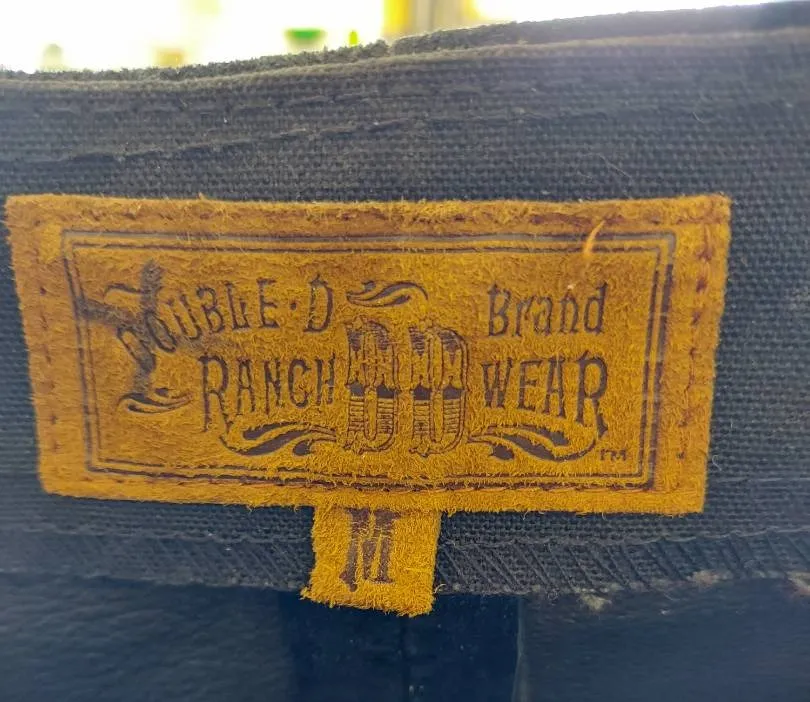 DOUBLE·D
RANCH
DD
Brand
WEAR
TM
M